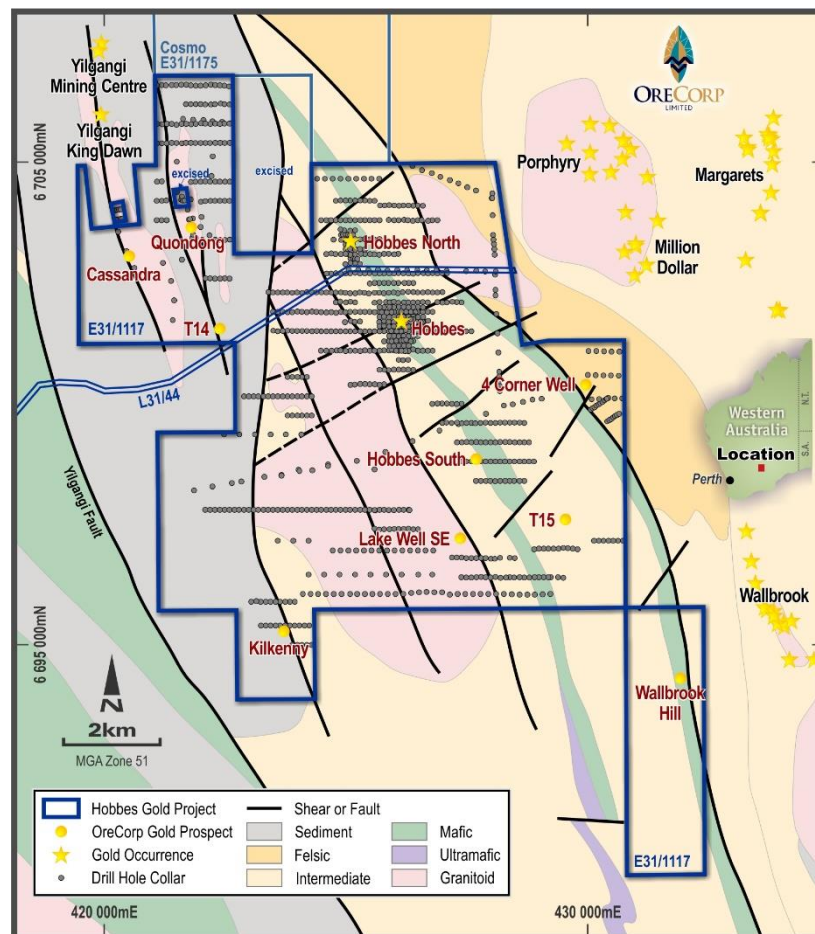 Yilgangi
Mining Centre
Cosmo
E31/1175
ORECORP
LIMITED
Yilgangi
King Dawn
excised
excised
Porphyry
Margarets
6 705 000mN
Quondong
Hobbes North
Million
Dollar
Cassandra
E31/1117
T14
Hobbes
L31/44
4 Corner Well
Western
Australia
N.T.
S.A.
Location
Perth
Hobbes South
Yilgangi Fault
T15
Lake Well SE
Wallbrook
6 695 000mN
Kilkenny
Wallbrook
Hill
N
2km
MGA Zone 51
Hobbes Gold Project
OreCorp Gold Prospect
Gold Occurrence
Drill Hole Collar
Shear or Fault
Sediment
Felsic
Intermediate
Mafic
Ultramafic
Granitoid
E31/1117
420 000mE
430 000mE